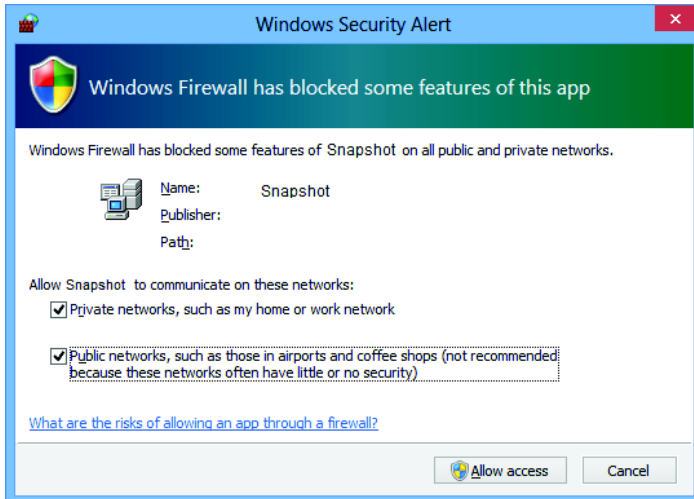 Windows Security Alert
Windows Firewall has blocked some features of this app
Windows Firewall has blocked some features of Snapshot on all public and private networks.
Name: Snapshot
Publisher:
Path:
Allow Snapshot to communicate on these networks:
Private networks, such as my home or work network
Public networks, such as those in airports and coffee shops (not recommended
because these networks often have little or no security)
What are the risks of allowing an app through a firewall?
Allow access Cancel